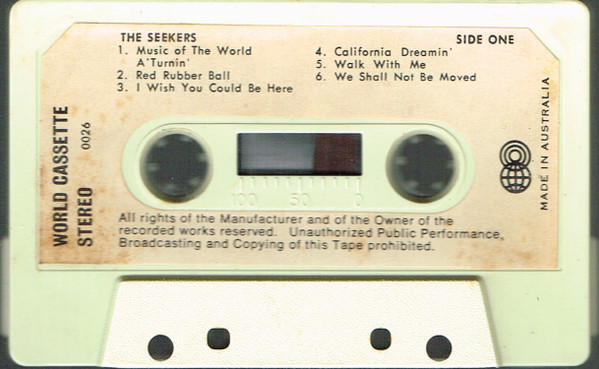 THE SEEKERS
SIDE ONE
1. Music of The World
A'Turnin'
2. Red Rubber Ball
3. I Wish You Could Be Here
4. California Dreamin'
5. Walk With Me
6. We Shall Not Be Moved
WORLD CASSETTE
STEREO 0026
100 50 0
MADE IN AUSTRALIA
All rights of the Manufacturer and of the Owner of the
recorded works reserved. Unauthorized Public Performance,
Broadcasting and Copying of this Tape prohibited.